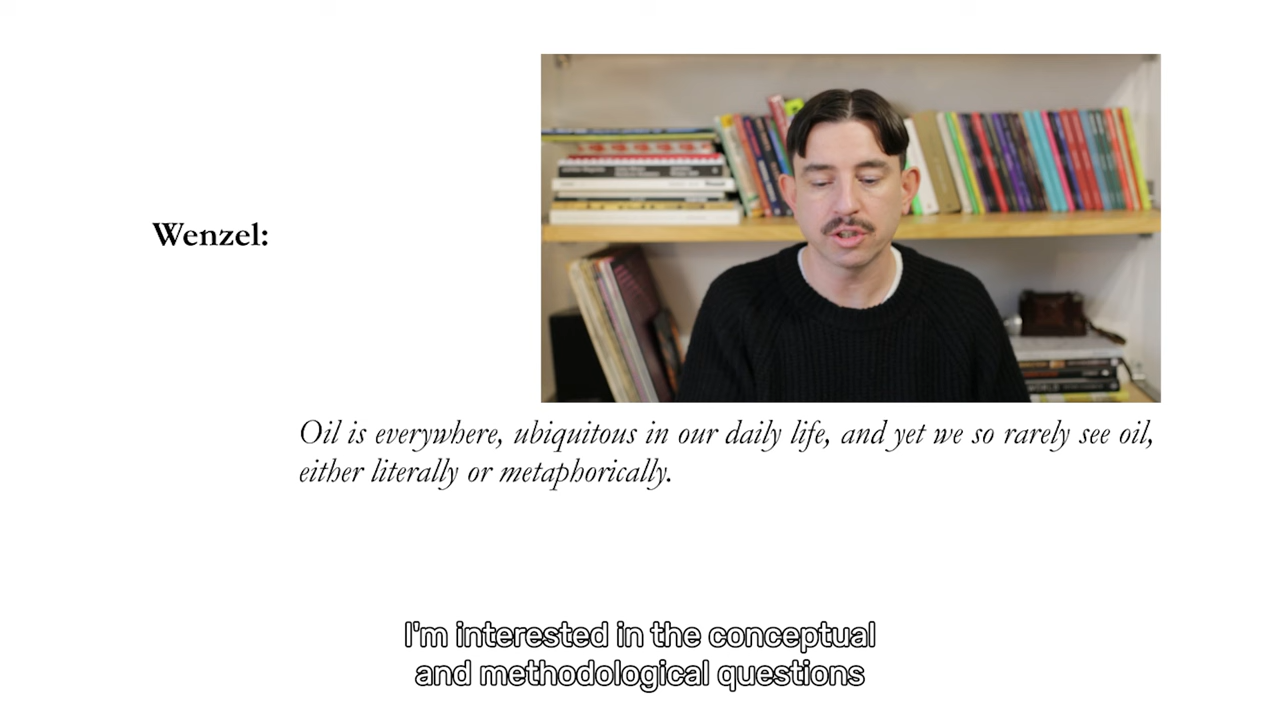 Wenzel:
Oil is everywhere, ubiquitous in our daily life, and yet we so rarely see oil,
either literally or metaphorically.
I'm interested in the conceptual
and methodological questions